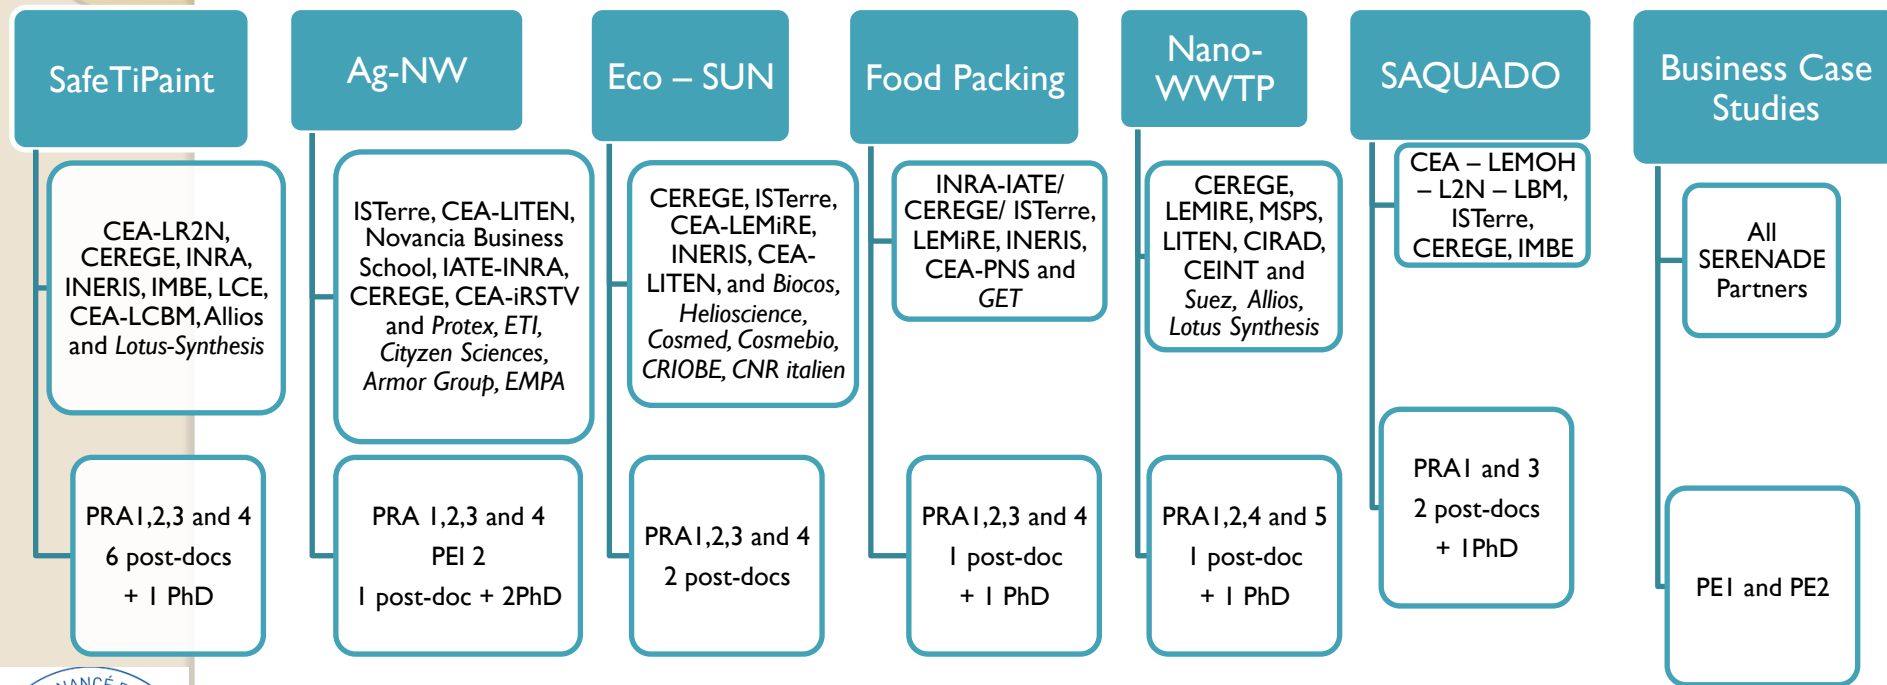 SafeTiPaint
CEA-LR2N,
CEREGE, INRA,
INERIS, IMBE, LCE,
CEA-LCBM, Allios
and Lotus-Synthesis
PRA1,2,3 and 4
6 post-docs
+ 1 PhD
Ag-NW
ISTerre, CEA-LITEN,
Novancia Business
School, IATE-INRA,
CEREGE, CEA-iRSTV
and Protex, ETI,
Cityzen Sciences,
Armor Group, EMPA
PRA 1,2,3 and 4
PEI 2
1 post-doc + 2PhD
Eco – SUN
CEREGE, ISTerre,
CEA-LEMiRE,
INERIS, CEA-
LITEN, and Biocos,
Helioscience,
Cosmed, Cosmebio,
CRIOBE, CNR italien
PRA1,2,3 and 4
2 post-docs
Food Packing
INRA-IATE/
CEREGE/ ISTerre,
LEMiRE, INERIS,
CEA-PNS and
GET
PRA1,2,3 and 4
1 post-doc
+ 1 PhD
Nano-
WWTP
CEREGE,
LEMIRE, MSPS,
LITEN, CIRAD,
CEINT and
Suez, Allios,
Lotus Synthesis
PRA1,2,4 and 5
1 post-doc
+ 1 PhD
SAQUADO
CEA – LEMOH
– L2N – LBM,
ISTerre,
CEREGE, IMBE
PRA1 and 3
2 post-docs
+ 1PhD
Business Case
Studies
All
SERENADE
Partners
PE1 and PE2